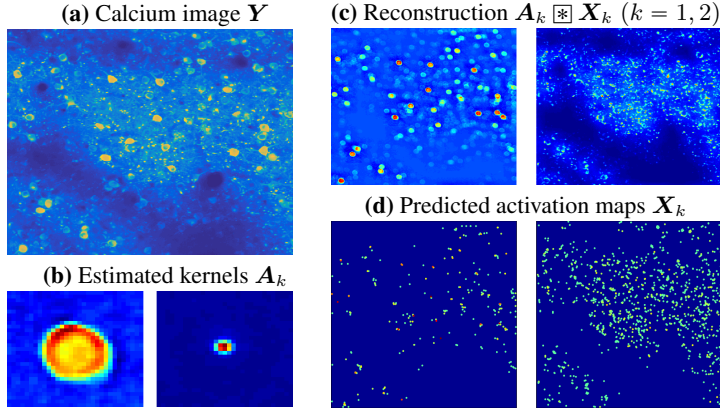 (a) Calcium image Y
(c) Reconstruction A_k ⧆ X_k (k = 1, 2)
(b) Estimated kernels A_k
(d) Predicted activation maps X_k